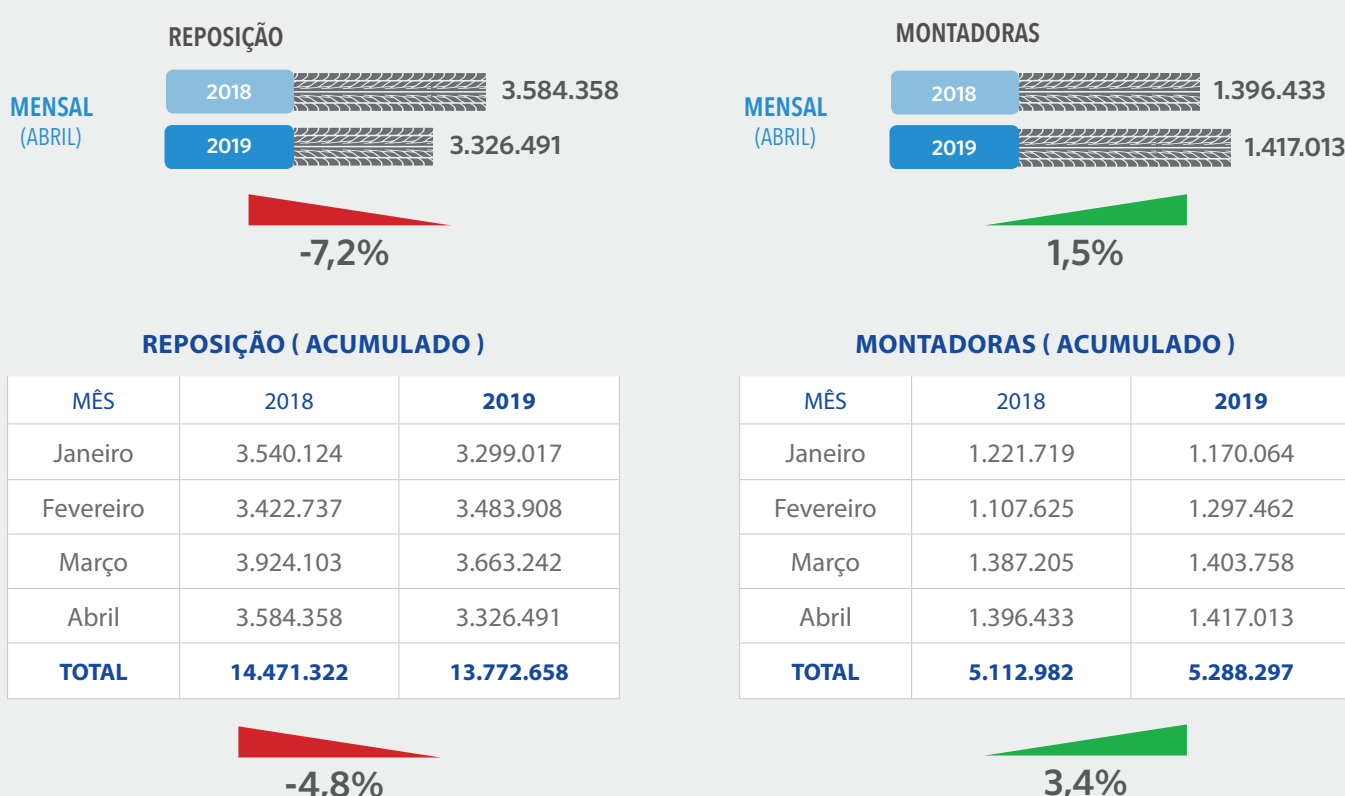 REPOSIÇÃO
MENSAL
(ABRIL)
2018
3.584.358
2019
3.326.491
-7,2%
MONTADORAS
MENSAL
(ABRIL)
2018
1.396.433
2019
1.417.013
1,5%
REPOSIÇÃO ( ACUMULADO )
MÊS 2018 2019
Janeiro 3.540.124 3.299.017
Fevereiro 3.422.737 3.483.908
Março 3.924.103 3.663.242
Abril 3.584.358 3.326.491
TOTAL 14.471.322 13.772.658
-4,8%
MONTADORAS ( ACUMULADO )
MÊS 2018 2019
Janeiro 1.221.719 1.170.064
Fevereiro 1.107.625 1.297.462
Março 1.387.205 1.403.758
Abril 1.396.433 1.417.013
TOTAL 5.112.982 5.288.297
3,4%